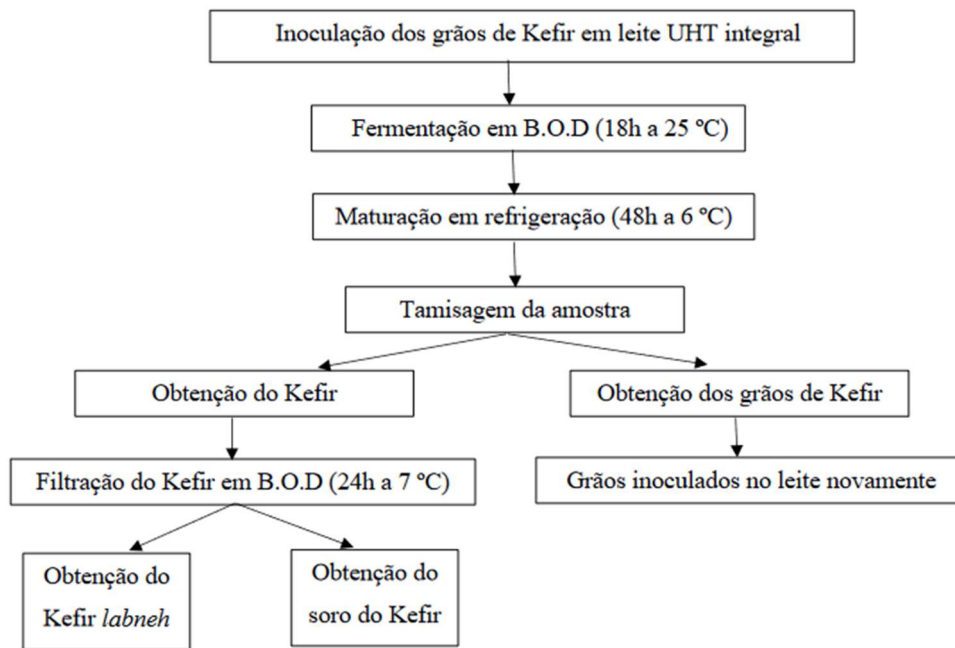 Inoculação dos grãos de Kefir em leite UHT integral
Fermentação em B.O.D (18h a 25 ºC)
Maturação em refrigeração (48h a 6 ºC)
Tamisagem da amostra
Obtenção do Kefir
Obtenção dos grãos de Kefir
Filtração do Kefir em B.O.D (24h a 7 ºC)
Grãos inoculados no leite novamente
Obtenção do
Kefir labneh
Obtenção do
soro do Kefir